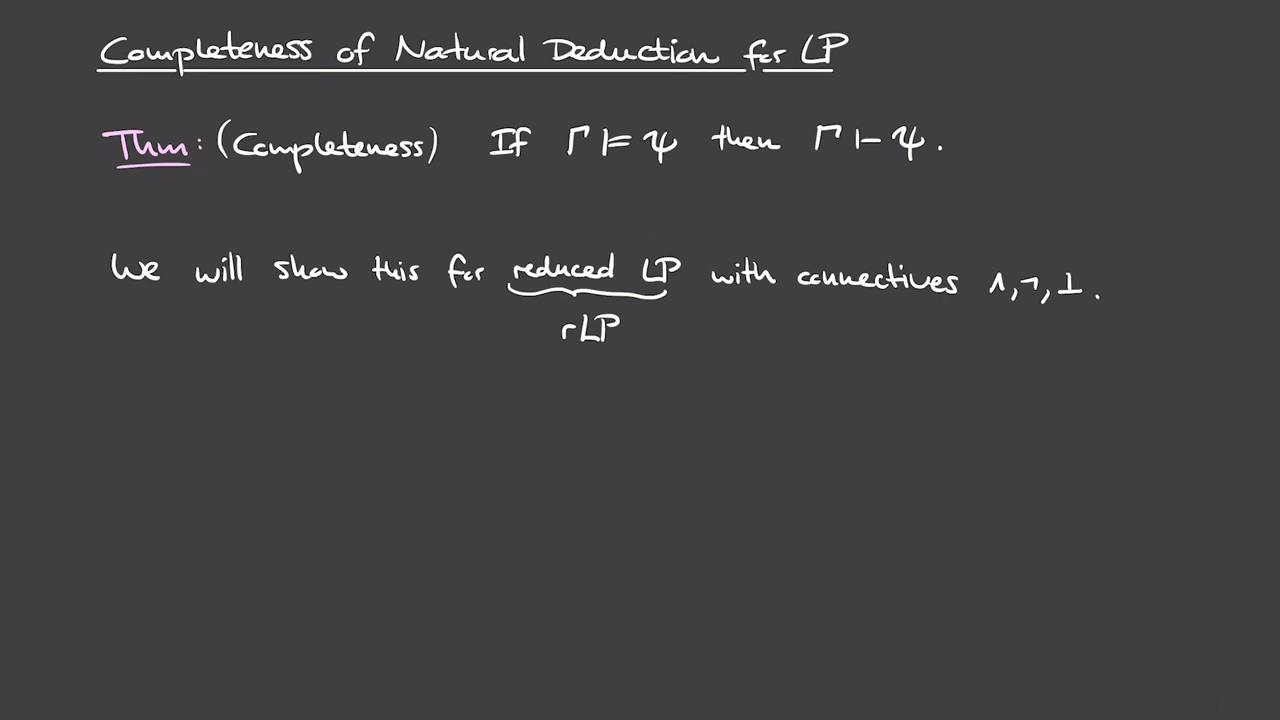 Completeness of Natural Deduction for LP
Thm: (Completeness) If Γ ⊨ ψ then Γ ⊢ ψ.
We will show this for reduced LP with connectives ∧, ¬, ⊥.
rLP